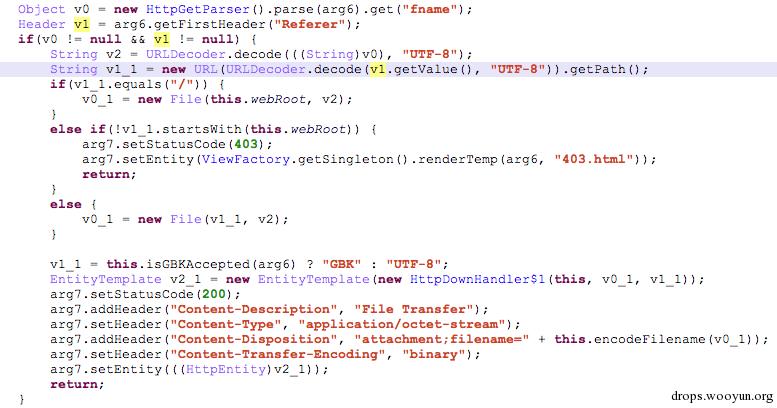 Object v0 = new HttpGetParser().parse(arg6).get("fname");
Header v1 = arg6.getFirstHeader("Referer");
if(v0 != null && v1 != null) {
    String v2 = URLDecoder.decode(((String)v0), "UTF-8");
    String v1_1 = new URL(URLDecoder.decode(v1.getValue(), "UTF-8")).getPath();
    if(v1_1.equals("/")) {
        v0_1 = new File(this.webRoot, v2);
    }
    else if(!v1_1.startsWith(this.webRoot)) {
        arg7.setStatusCode(403);
        arg7.setEntity(ViewFactory.getSingleton().renderTemp(arg6, "403.html"));
        return;
    }
    else {
        v0_1 = new File(v1_1, v2);
    }
    v1_1 = this.isGBKAccepted(arg6) ? "GBK" : "UTF-8";
    EntityTemplate v2_1 = new EntityTemplate(new HttpDownHandler$1(this, v0_1, v1_1));
    arg7.setStatusCode(200);
    arg7.addHeader("Content-Description", "File Transfer");
    arg7.setHeader("Content-Type", "application/octet-stream");
    arg7.addHeader("Content-Disposition", "attachment;filename=" + this.encodeFilename(v0_1));
    arg7.setHeader("Content-Transfer-Encoding", "binary");
    arg7.setEntity(((HttpEntity)v2_1));
    return;
}
drops.wooyun.org